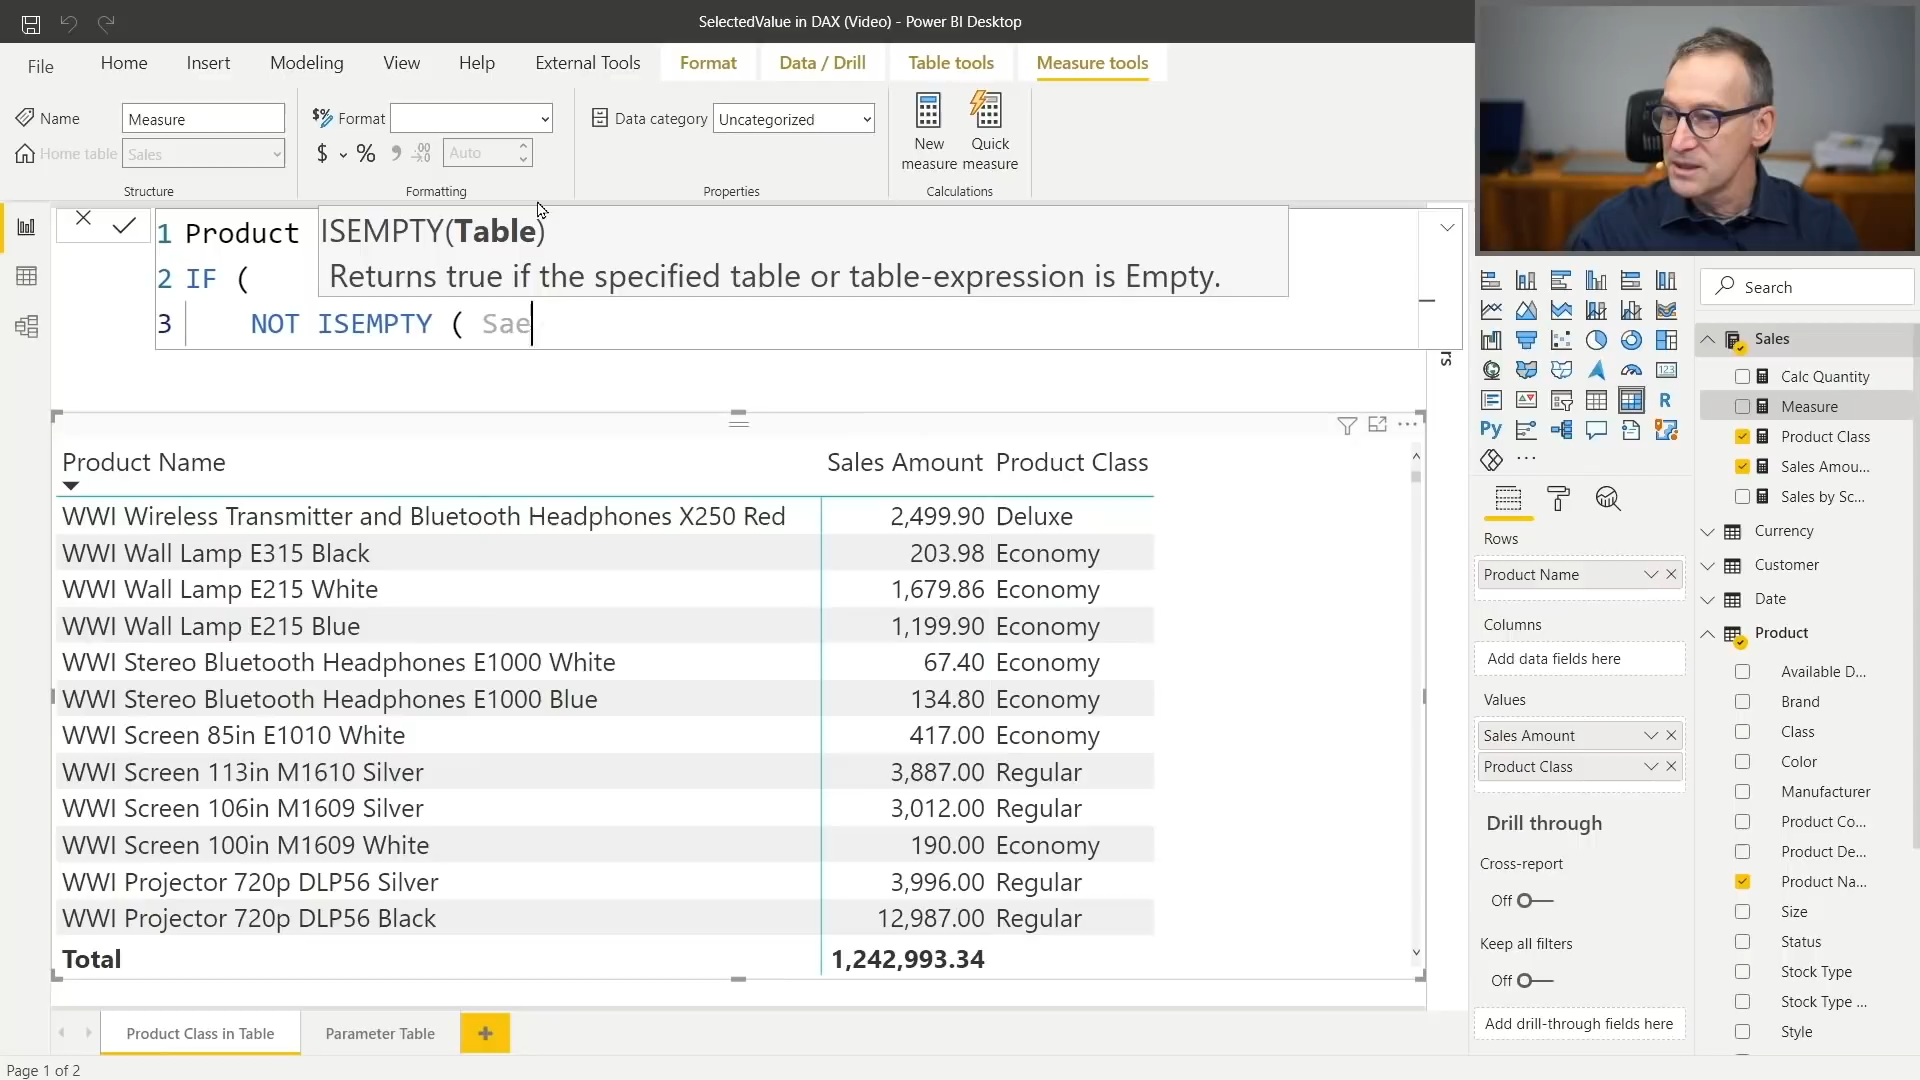 SelectedValue in DAX (Video) - Power BI Desktop
File Home Insert Modeling View Help External Tools Format Data / Drill Table tools Measure tools
Name Measure
Home table Sales
Structure
$% Format
$ % Auto
Formatting
Data category Uncategorized
Properties
New measure
Quick measure
Calculations
1 Product
2 IF (
3 NOT ISEMPTY ( Sae
ISEMPTY(Table)
Returns true if the specified table or table-expression is Empty.
rs
Product Name Sales Amount Product Class
WWI Wireless Transmitter and Bluetooth Headphones X250 Red 2,499.90 Deluxe
WWI Wall Lamp E315 Black 203.98 Economy
WWI Wall Lamp E215 White 1,679.86 Economy
WWI Wall Lamp E215 Blue 1,199.90 Economy
WWI Stereo Bluetooth Headphones E1000 White 67.40 Economy
WWI Stereo Bluetooth Headphones E1000 Blue 134.80 Economy
WWI Screen 85in E1010 White 417.00 Economy
WWI Screen 113in M1610 Silver 3,887.00 Regular
WWI Screen 106in M1609 Silver 3,012.00 Regular
WWI Screen 100in M1609 White 190.00 Economy
WWI Projector 720p DLP56 Silver 3,996.00 Regular
WWI Projector 720p DLP56 Black 12,987.00 Regular
Total 1,242,993.34
Product Class in Table Parameter Table +
Page 1 of 2
123
R
Py
...
Rows
Product Name
Columns
Add data fields here
Values
Sales Amount
Product Class
Drill through
Cross-report
Off
Keep all filters
Off
Add drill-through fields here
Search
Sales
Calc Quantity
Measure
Product Class
Sales Amou...
Sales by Sc...
Currency
Customer
Date
Product
Available D...
Brand
Class
Color
Manufacturer
Product Co...
Product De...
Product Na...
Size
Status
Stock Type
Stock Type ...
Style